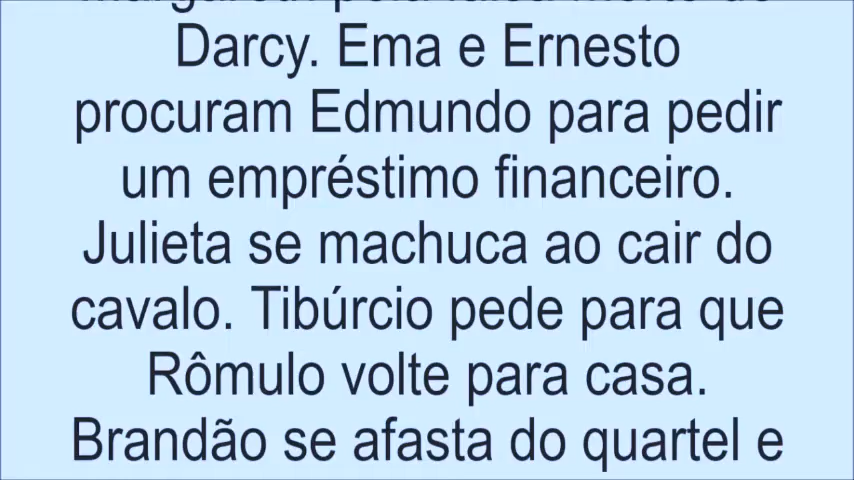 Darcy. Ema e Ernesto
procuram Edmundo para pedir
um empréstimo financeiro.
Julieta se machuca ao cair do
cavalo. Tibúrcio pede para que
Rômulo volte para casa.
Brandão se afasta do quartel e